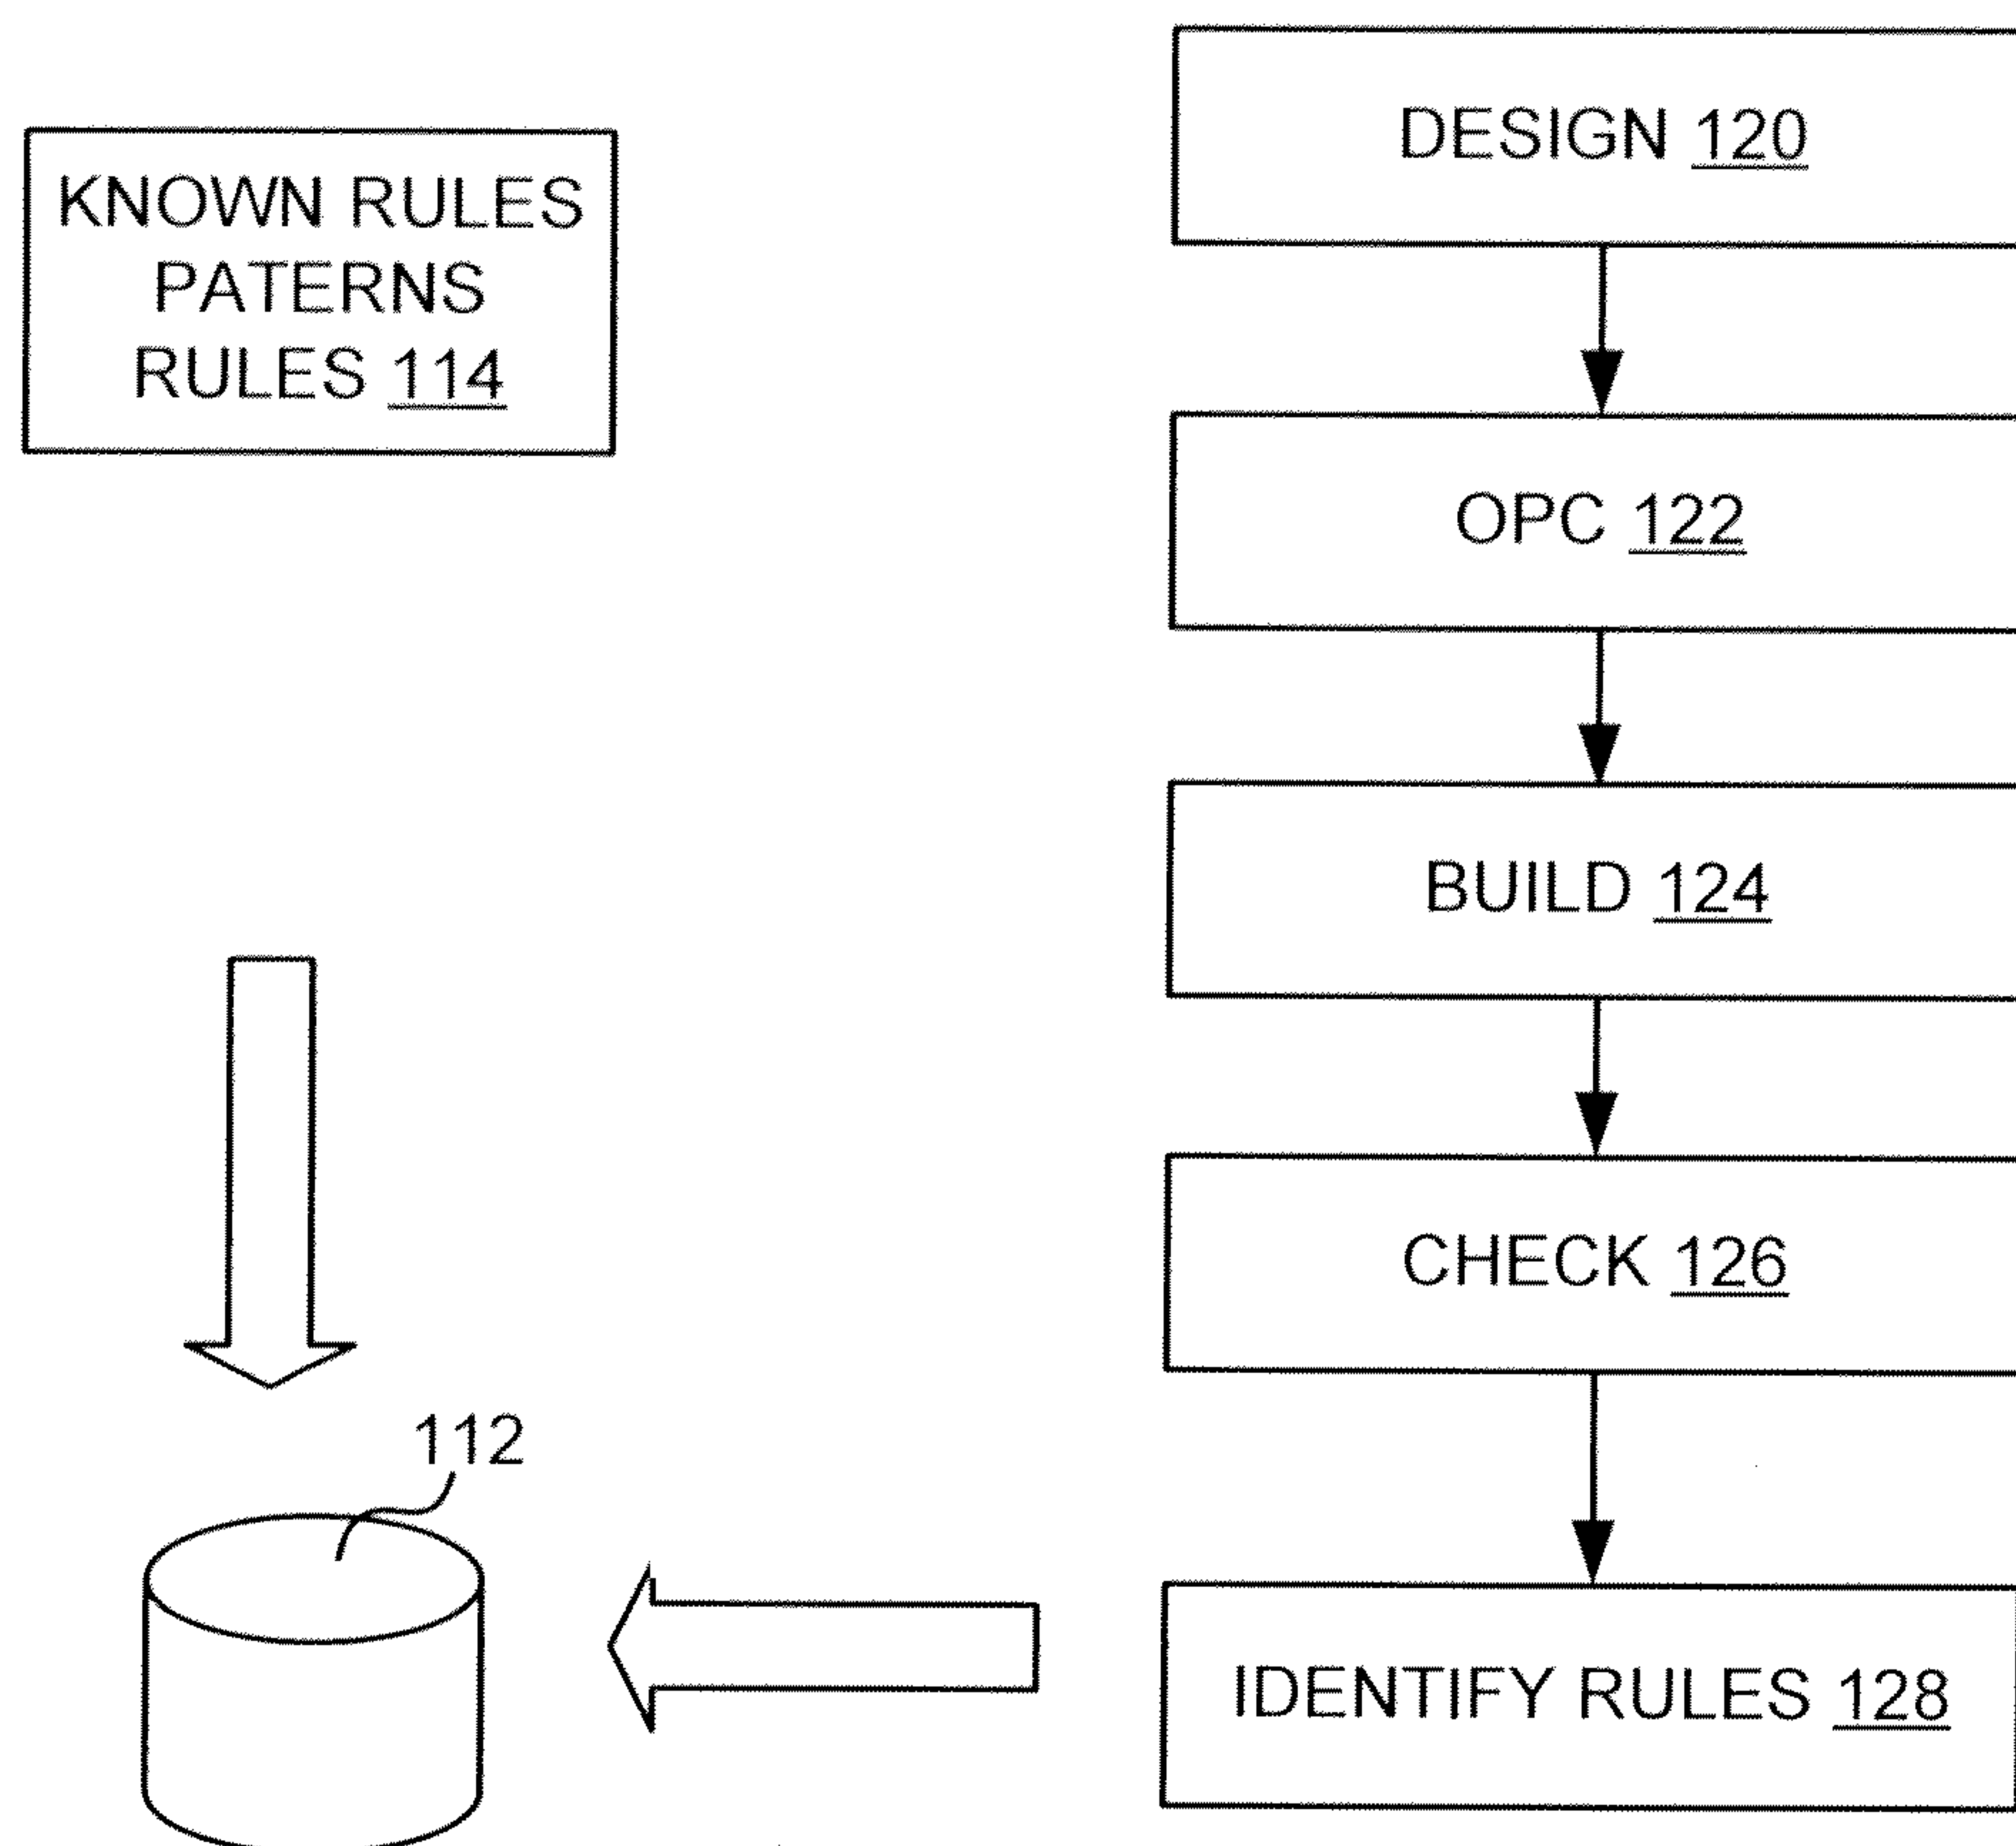 KNOWN RULES
PATERNS
RULES 114
DESIGN 120
OPC 122
BUILD 124
CHECK 126
IDENTIFY RULES 128
112